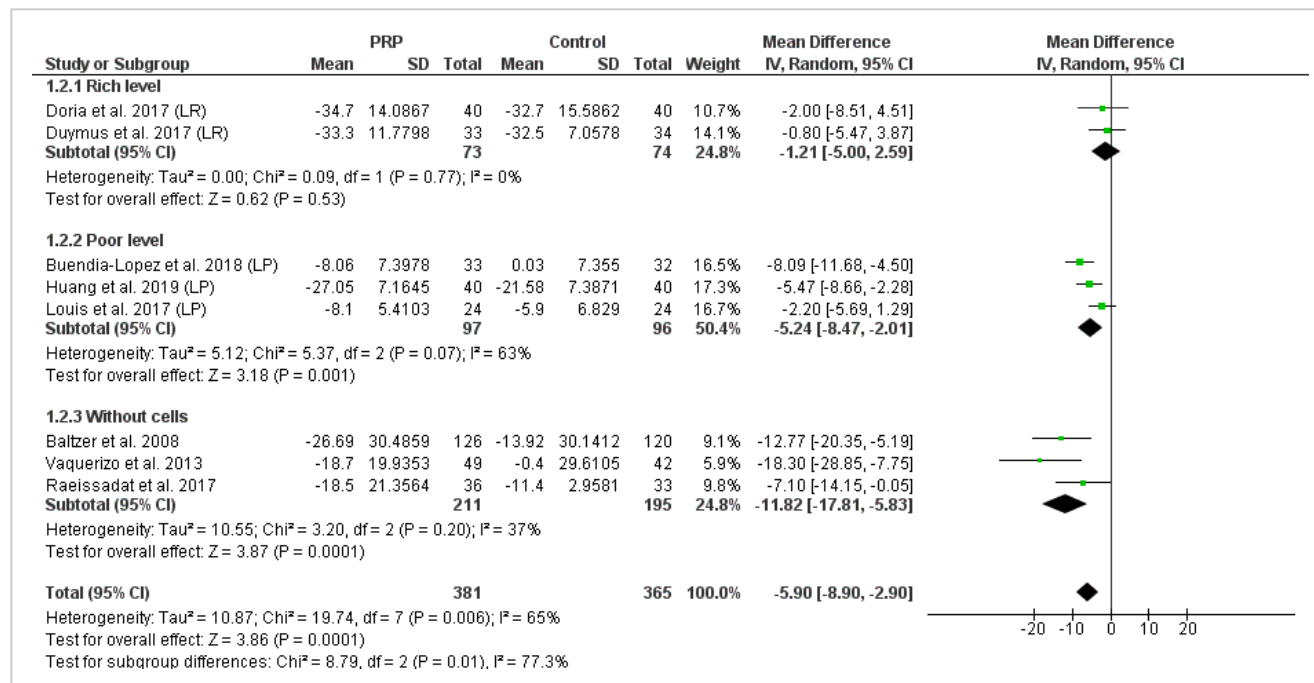 PRP Control Mean Difference Mean Difference
Study or Subgroup Mean SD Total Mean SD Total Weight IV, Random, 95% CI IV, Random, 95% CI
1.2.1 Rich level
Doria et al. 2017 (LR) -34.7 14.0867 40 -32.7 15.5862 40 10.7% -2.00 [-8.51, 4.51]
Duymus et al. 2017 (LR) -33.3 11.7798 33 -32.5 7.0578 34 14.1% -0.80 [-5.47, 3.87]
Subtotal (95% CI) 73 74 24.8% -1.21 [-5.00, 2.59]
Heterogeneity: Tau² = 0.00; Chi² = 0.09, df = 1 (P = 0.77); I² = 0%
Test for overall effect: Z = 0.62 (P = 0.53)
1.2.2 Poor level
Buendia-Lopez et al. 2018 (LP) -8.06 7.3978 33 0.03 7.355 32 16.5% -8.09 [-11.68, -4.50]
Huang et al. 2019 (LP) -27.05 7.1645 40 -21.58 7.3871 40 17.3% -5.47 [-8.66, -2.28]
Louis et al. 2017 (LP) -8.1 5.4103 24 -5.9 6.829 24 16.7% -2.20 [-5.69, 1.29]
Subtotal (95% CI) 97 96 50.4% -5.24 [-8.47, -2.01]
Heterogeneity: Tau² = 5.12; Chi² = 5.37, df = 2 (P = 0.07); I² = 63%
Test for overall effect: Z = 3.18 (P = 0.001)
1.2.3 Without cells
Baltzer et al. 2008 -26.69 30.4859 126 -13.92 30.1412 120 9.1% -12.77 [-20.35, -5.19]
Vaquerizo et al. 2013 -18.7 19.9353 49 -0.4 29.6105 42 5.9% -18.30 [-28.85, -7.75]
Raeissadat et al. 2017 -18.5 21.3564 36 -11.4 2.9581 33 9.8% -7.10 [-14.15, -0.05]
Subtotal (95% CI) 211 195 24.8% -11.82 [-17.81, -5.83]
Heterogeneity: Tau² = 10.55; Chi² = 3.20, df = 2 (P = 0.20); I² = 37%
Test for overall effect: Z = 3.87 (P = 0.0001)
Total (95% CI) 381 365 100.0% -5.90 [-8.90, -2.90]
Heterogeneity: Tau² = 10.87; Chi² = 19.74, df = 7 (P = 0.006); I² = 65%
Test for overall effect: Z = 3.86 (P = 0.0001)
Test for subgroup differences: Chi² = 8.79, df = 2 (P = 0.01), I² = 77.3%
-20 -10 0 10 20